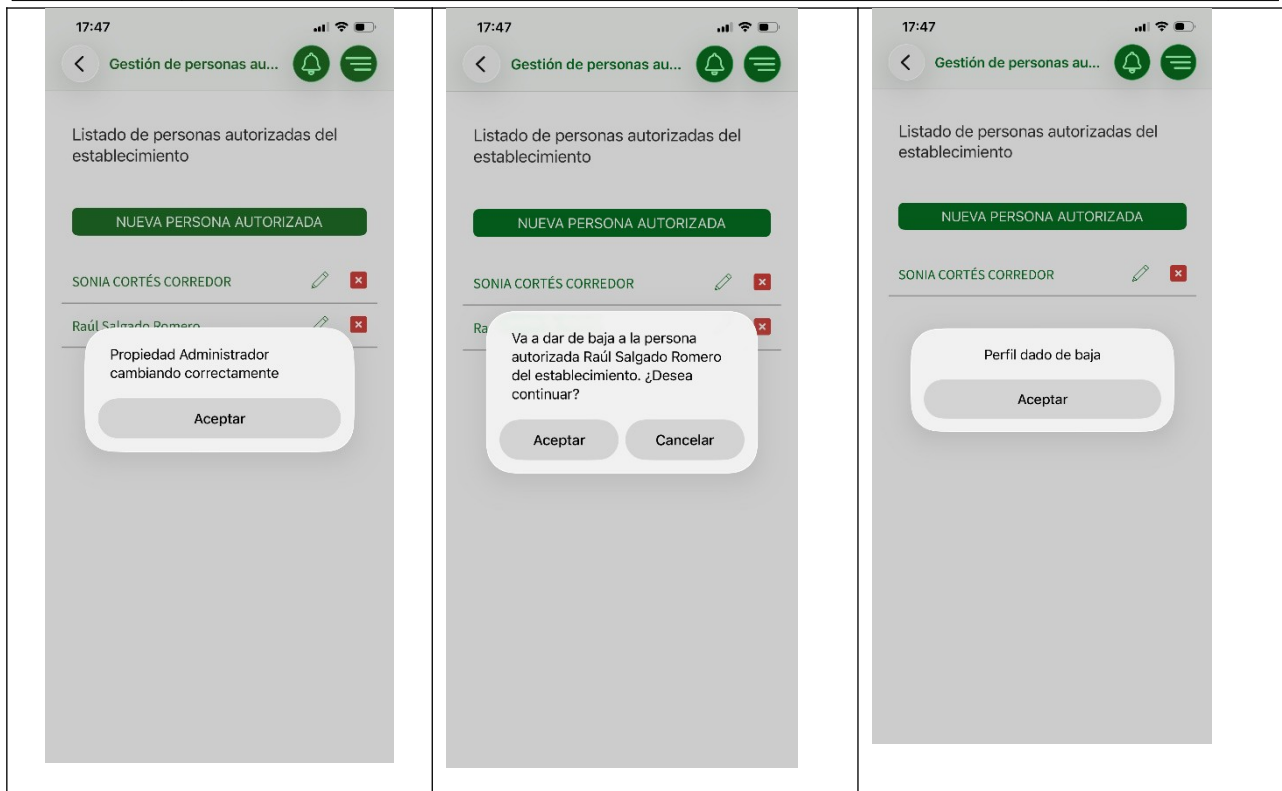 17:47
Gestión de personas au...
Listado de personas autorizadas del
establecimiento
NUEVA PERSONA AUTORIZADA
SONIA CORTÉS CORREDOR
Raúl Salgado Romero
Propiedad Administrador
cambiando correctamente
Aceptar
17:47
Gestión de personas au...
Listado de personas autorizadas del
establecimiento
NUEVA PERSONA AUTORIZADA
SONIA CORTÉS CORREDOR
Ra
Va a dar de baja a la persona
autorizada Raúl Salgado Romero
del establecimiento. ¿Desea
continuar?
Aceptar Cancelar
17:47
Gestión de personas au...
Listado de personas autorizadas del
establecimiento
NUEVA PERSONA AUTORIZADA
SONIA CORTÉS CORREDOR
Perfil dado de baja
Aceptar